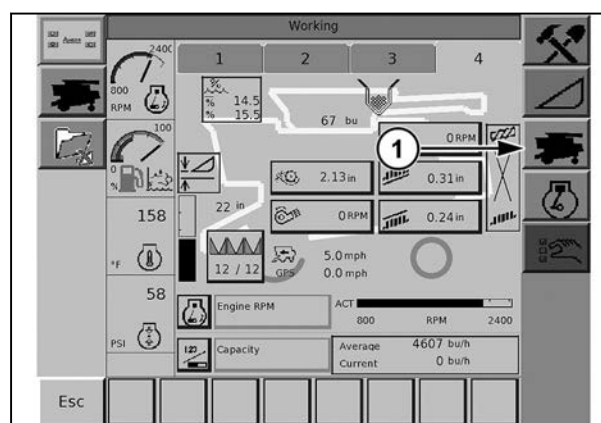 Working
2400
800
RPM
1 2 3 4
%
% 14.5
% 15.5
67 bu
0 RPM
1
100
0
%
2.13 in
0.31 in
22 in
0 RPM
0.24 in
158
°F
12 / 12
GPS
5.0 mph
0.0 mph
58
PSI
Engine RPM
ACT
800 RPM 2400
123
Capacity
Average 4607 bu/h
Current 0 bu/h
Esc